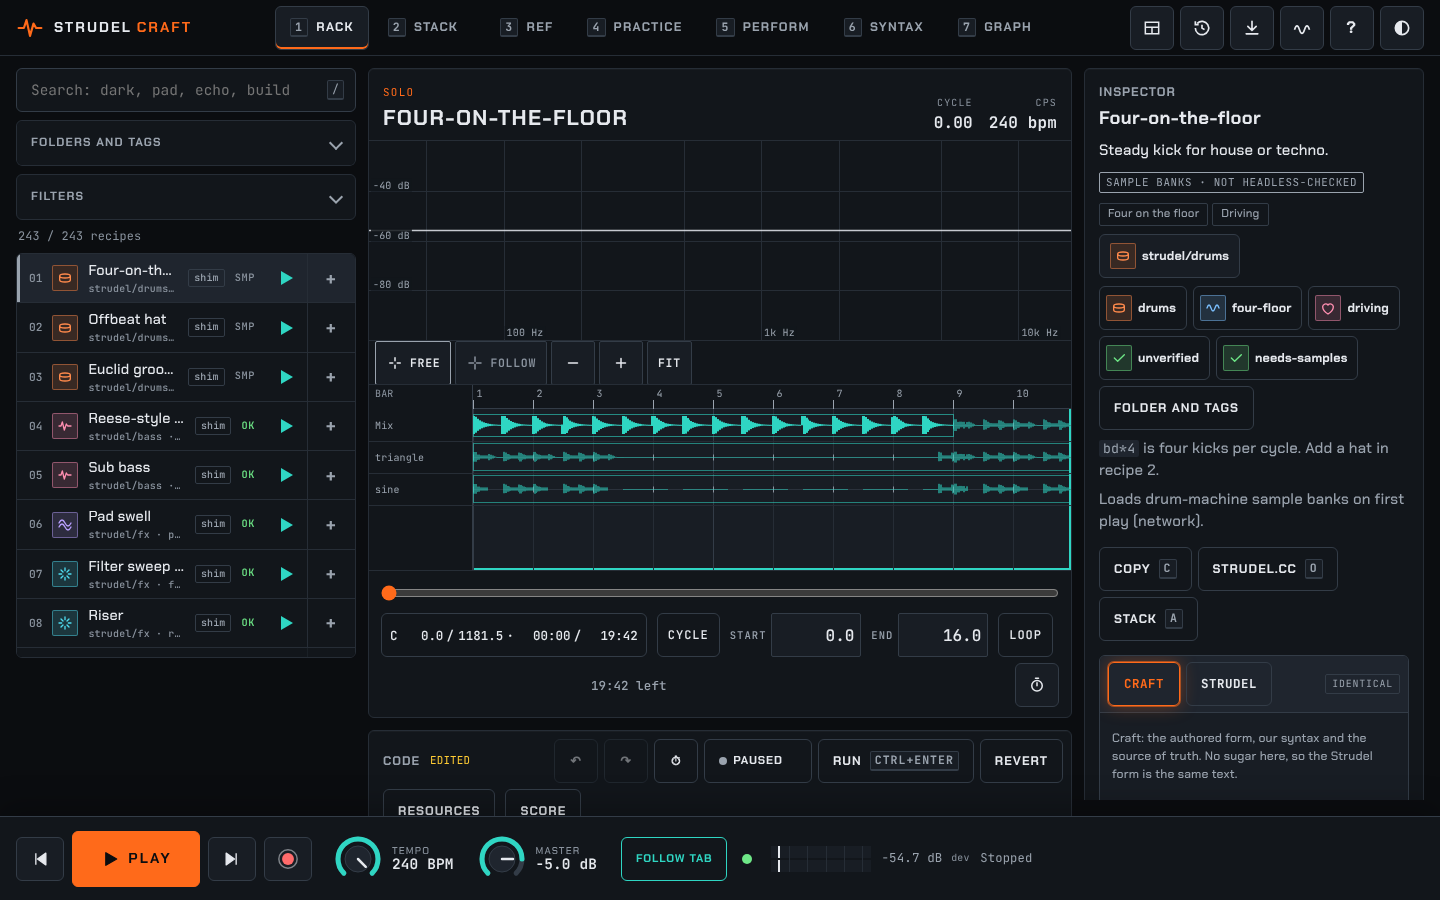 STRUDEL CRAFT
1 RACK
2 STACK
3 REF
4 PRACTICE
5 PERFORM
6 SYNTAX
7 GRAPH
?
Search: dark, pad, echo, build /
FOLDERS AND TAGS
FILTERS
243 / 243 recipes
01 Four-on-th… shim SMP +
strudel/drums…
02 Offbeat hat shim SMP +
strudel/drums…
03 Euclid groo… shim SMP +
strudel/drums…
04 Reese-style … shim OK +
strudel/bass ·…
05 Sub bass shim OK +
strudel/bass ·…
06 Pad swell shim OK +
strudel/fx · p…
07 Filter sweep … shim OK +
strudel/fx · f…
08 Riser shim OK +
strudel/fx · r…
SOLO
FOUR-ON-THE-FLOOR
CYCLE CPS
0.00 240 bpm
-40 dB
-60 dB
-80 dB
100 Hz 1k Hz 10k Hz
FREE FOLLOW − + FIT
BAR 1 2 3 4 5 6 7 8 9 10
Mix
triangle
sine
C 0.0 / 1181.5 · 00:00 / 19:42 CYCLE START 0.0 END 16.0 LOOP
19:42 left
CODE EDITED ↶ ↷ PAUSED RUN CTRL+ENTER REVERT
RESOURCES SCORE
INSPECTOR
Four-on-the-floor
Steady kick for house or techno.
SAMPLE BANKS · NOT HEADLESS-CHECKED
Four on the floor Driving
strudel/drums
drums four-floor driving
unverified needs-samples
FOLDER AND TAGS
bd*4 is four kicks per cycle. Add a hat in
recipe 2.
Loads drum-machine sample banks on first
play (network).
COPY C STRUDEL.CC O
STACK A
CRAFT STRUDEL IDENTICAL
Craft: the authored form, our syntax and the
source of truth. No sugar here, so the Strudel
form is the same text.
PLAY
TEMPO
240 BPM
MASTER
-5.0 dB
FOLLOW TAB
-54.7 dB dev Stopped